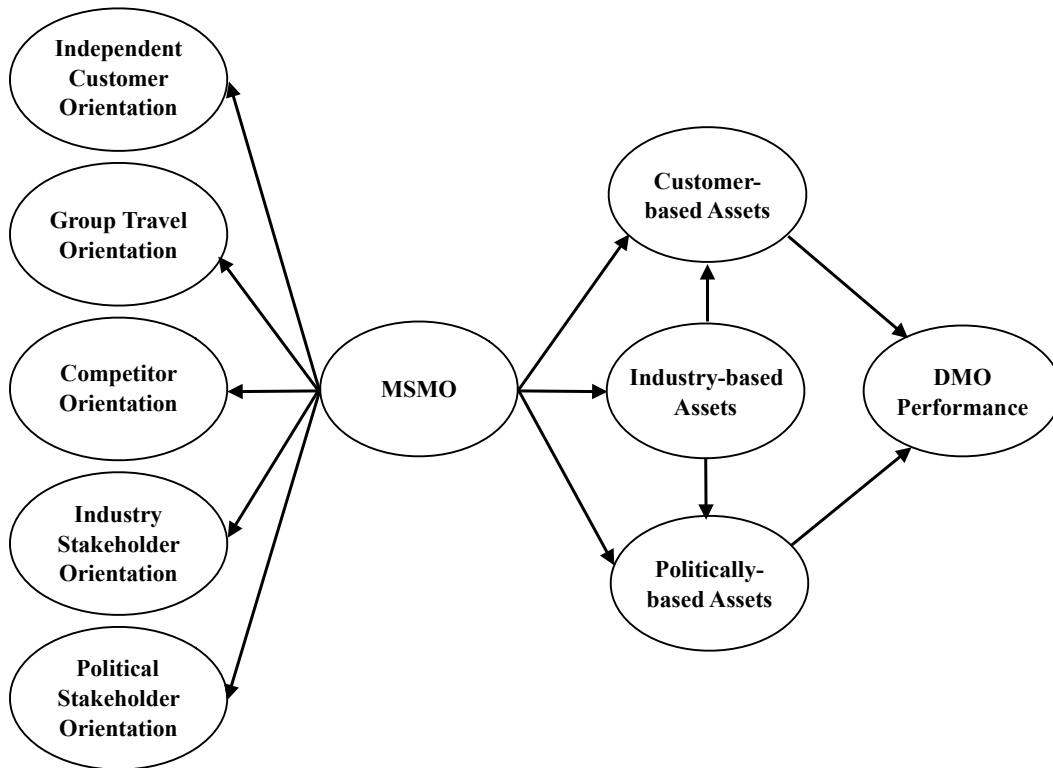 Independent
Customer
Orientation
Group Travel
Orientation
Competitor
Orientation
Industry
Stakeholder
Orientation
Political
Stakeholder
Orientation
MSMO
Customer-
based Assets
Industry-based
Assets
Politically-
based Assets
DMO
Performance